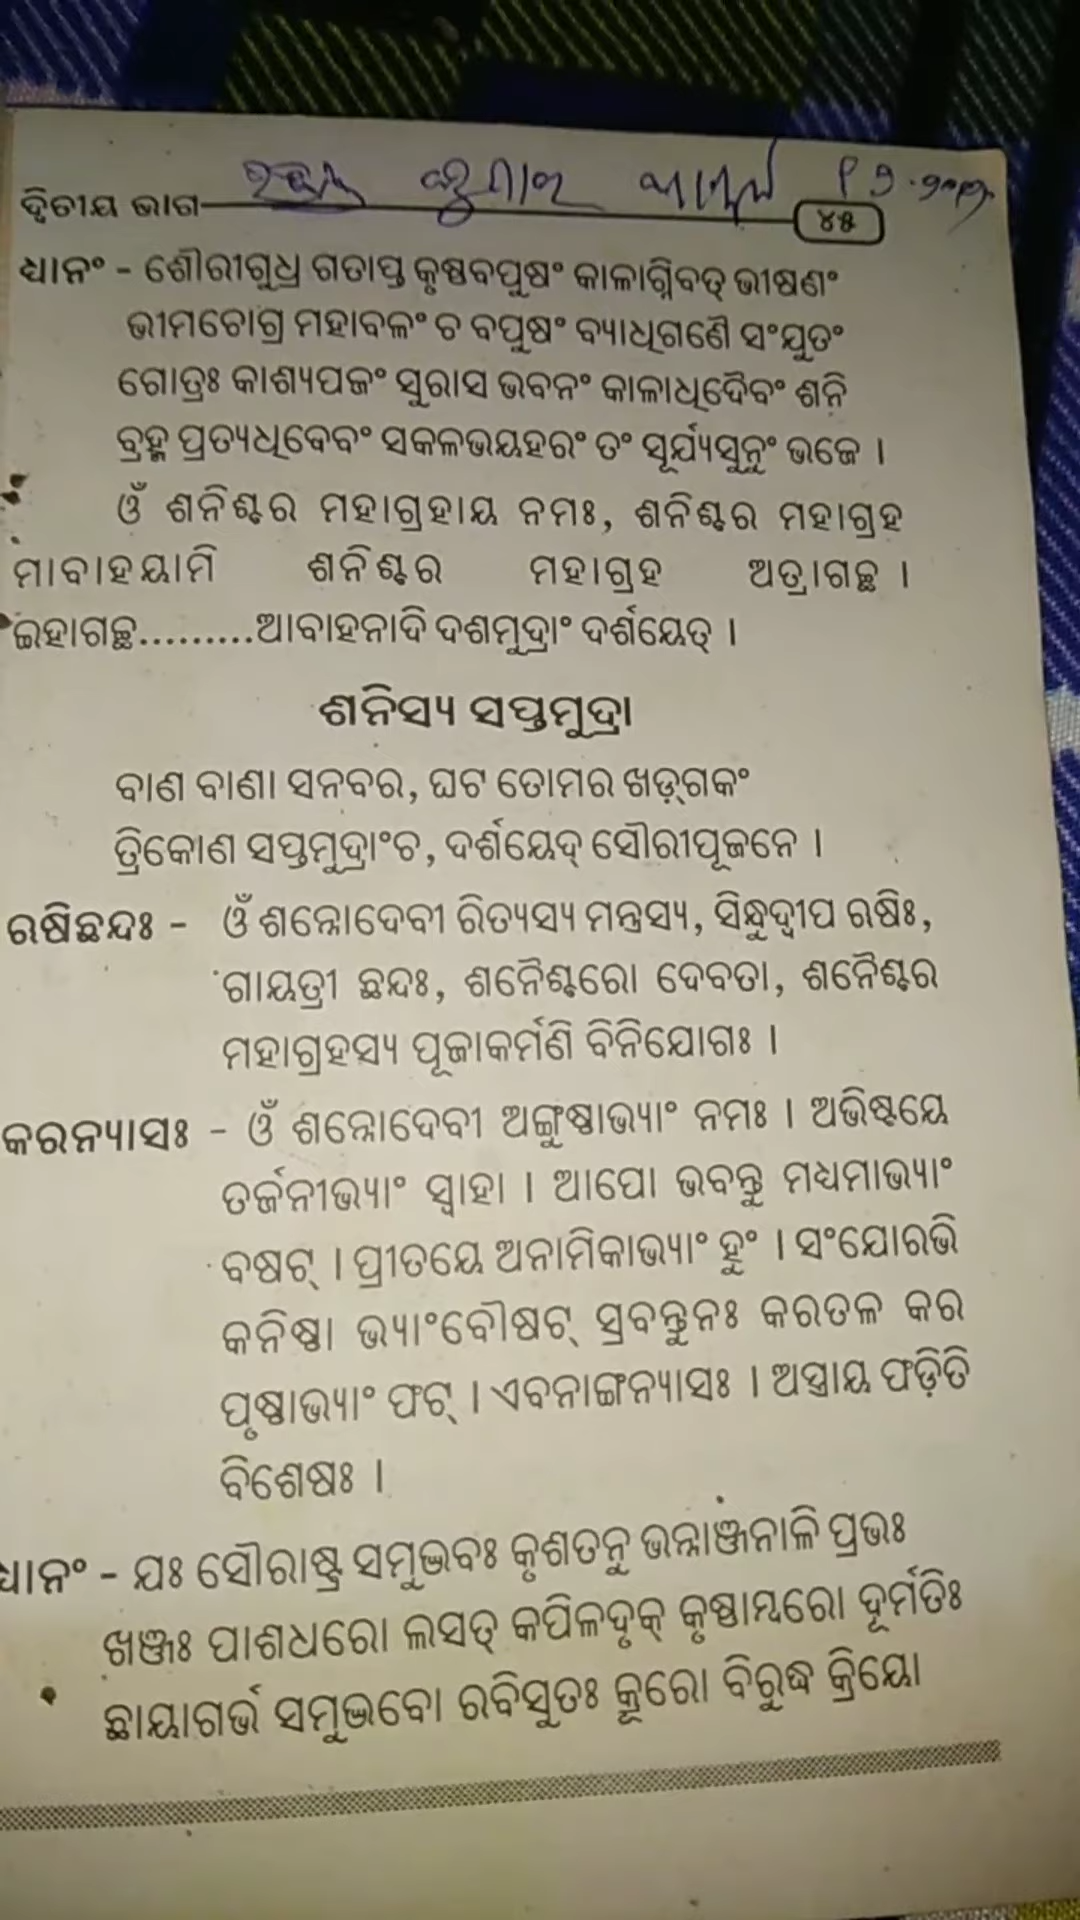 ଦ୍ବିତୀୟ ଭାଗ
୪୫
ଧ୍ୟାନଂ - ଶୌରୀଗୃଧ୍ର ଗତାପ୍ତ କୃଷ୍ଣବପୁଷଂ କାଳାଗ୍ନିବତ୍ ଭୀଷଣଂ
ଭୀମଚୋଗ୍ର ମହାବଳଂ ଚ ବପୁଷଂ ବ୍ୟାଧିଗଣୈ ସଂଯୁତଂ
ଗୋତ୍ରଃ କାଶ୍ୟପଜଂ ସୁରାସ ଭବନଂ କାଳାଧିଦୈବଂ ଶନି
ବ୍ରହ୍ମ ପ୍ରତ୍ୟଧିଦେବଂ ସକଳଭୟହରଂ ତଂ ସୂର୍ଯ୍ୟସୁନୁଂ ଭଜେ ।
ଓଁ ଶନିଶ୍ଚର ମହାଗ୍ରହାୟ ନମଃ, ଶନିଶ୍ଚର ମହାଗ୍ରହ
ମାବାହୟାମି ଶନିଶ୍ଚର ମହାଗ୍ରହ ଅତ୍ରାଗଚ୍ଛ ।
ଇହାଗଚ୍ଛ.........ଆବାହନାଦି ଦଶମୁଦ୍ରାଂ ଦର୍ଶୟେତ୍ ।
ଶନିସ୍ୟ ସପ୍ତମୁଦ୍ରା
ବାଣ ବାଣା ସନବର, ଘଟ ତୋମର ଖଡ଼୍‌ଗକଂ
ତ୍ରିକୋଣ ସପ୍ତମୁଦ୍ରାଂଚ, ଦର୍ଶୟେଦ୍ ସୌରୀପୂଜନେ ।
ଋଷିଛନ୍ଦଃ - ଓଁ ଶନ୍ନୋଦେବୀ ରିତ୍ୟସ୍ୟ ମନ୍ତ୍ରସ୍ୟ, ସିନ୍ଧୁଦ୍ୱୀପ ଋଷିଃ,
ଗାୟତ୍ରୀ ଛନ୍ଦଃ, ଶନୈଶ୍ଚରୋ ଦେବତା, ଶନୈଶ୍ଚର
ମହାଗ୍ରହସ୍ୟ ପୂଜାକର୍ମଣି ବିନିଯୋଗଃ ।
କରନ୍ୟାସଃ - ଓଁ ଶନ୍ନୋଦେବୀ ଅଙ୍ଗୁଷ୍ଠାଭ୍ୟାଂ ନମଃ । ଅଭିଷ୍ଟୟେ
ତର୍ଜନୀଭ୍ୟାଂ ସ୍ୱାହା । ଆପୋ ଭବନ୍ତୁ ମଧ୍ୟମାଭ୍ୟାଂ
ବଷଟ୍ । ପ୍ରୀତୟେ ଅନାମିକାଭ୍ୟାଂ ହୁଂ । ସଂଯୋରଭି
କନିଷ୍ଠା ଭ୍ୟାଂବୌଷଟ୍ ସ୍ରବନ୍ତୁନଃ କରତଳ କର
ପୃଷ୍ଠାଭ୍ୟାଂ ଫଟ୍ । ଏବନାଙ୍ଗନ୍ୟାସଃ । ଅସ୍ତ୍ରାୟ ଫଡ଼ିତି
ବିଶେଷଃ ।
ଧ୍ୟାନଂ - ଯଃ ସୌରାଷ୍ଟ୍ର ସମୁଦ୍ଭବଃ କୃଶତନୁ ଭନ୍ନାଞ୍ଜନାଳି ପ୍ରଭଃ
ଖଞ୍ଜଃ ପାଶଧରୋ ଲସତ୍ କପିଳଦୃକ୍ କୃଷ୍ଣାମ୍ବରୋ ଦୂର୍ମତିଃ
ଛାୟାଗର୍ଭ ସମୁଦ୍ଭବୋ ରବିସୁତଃ କ୍ରୂରୋ ବିରୁଦ୍ଧ କ୍ରିୟୋ